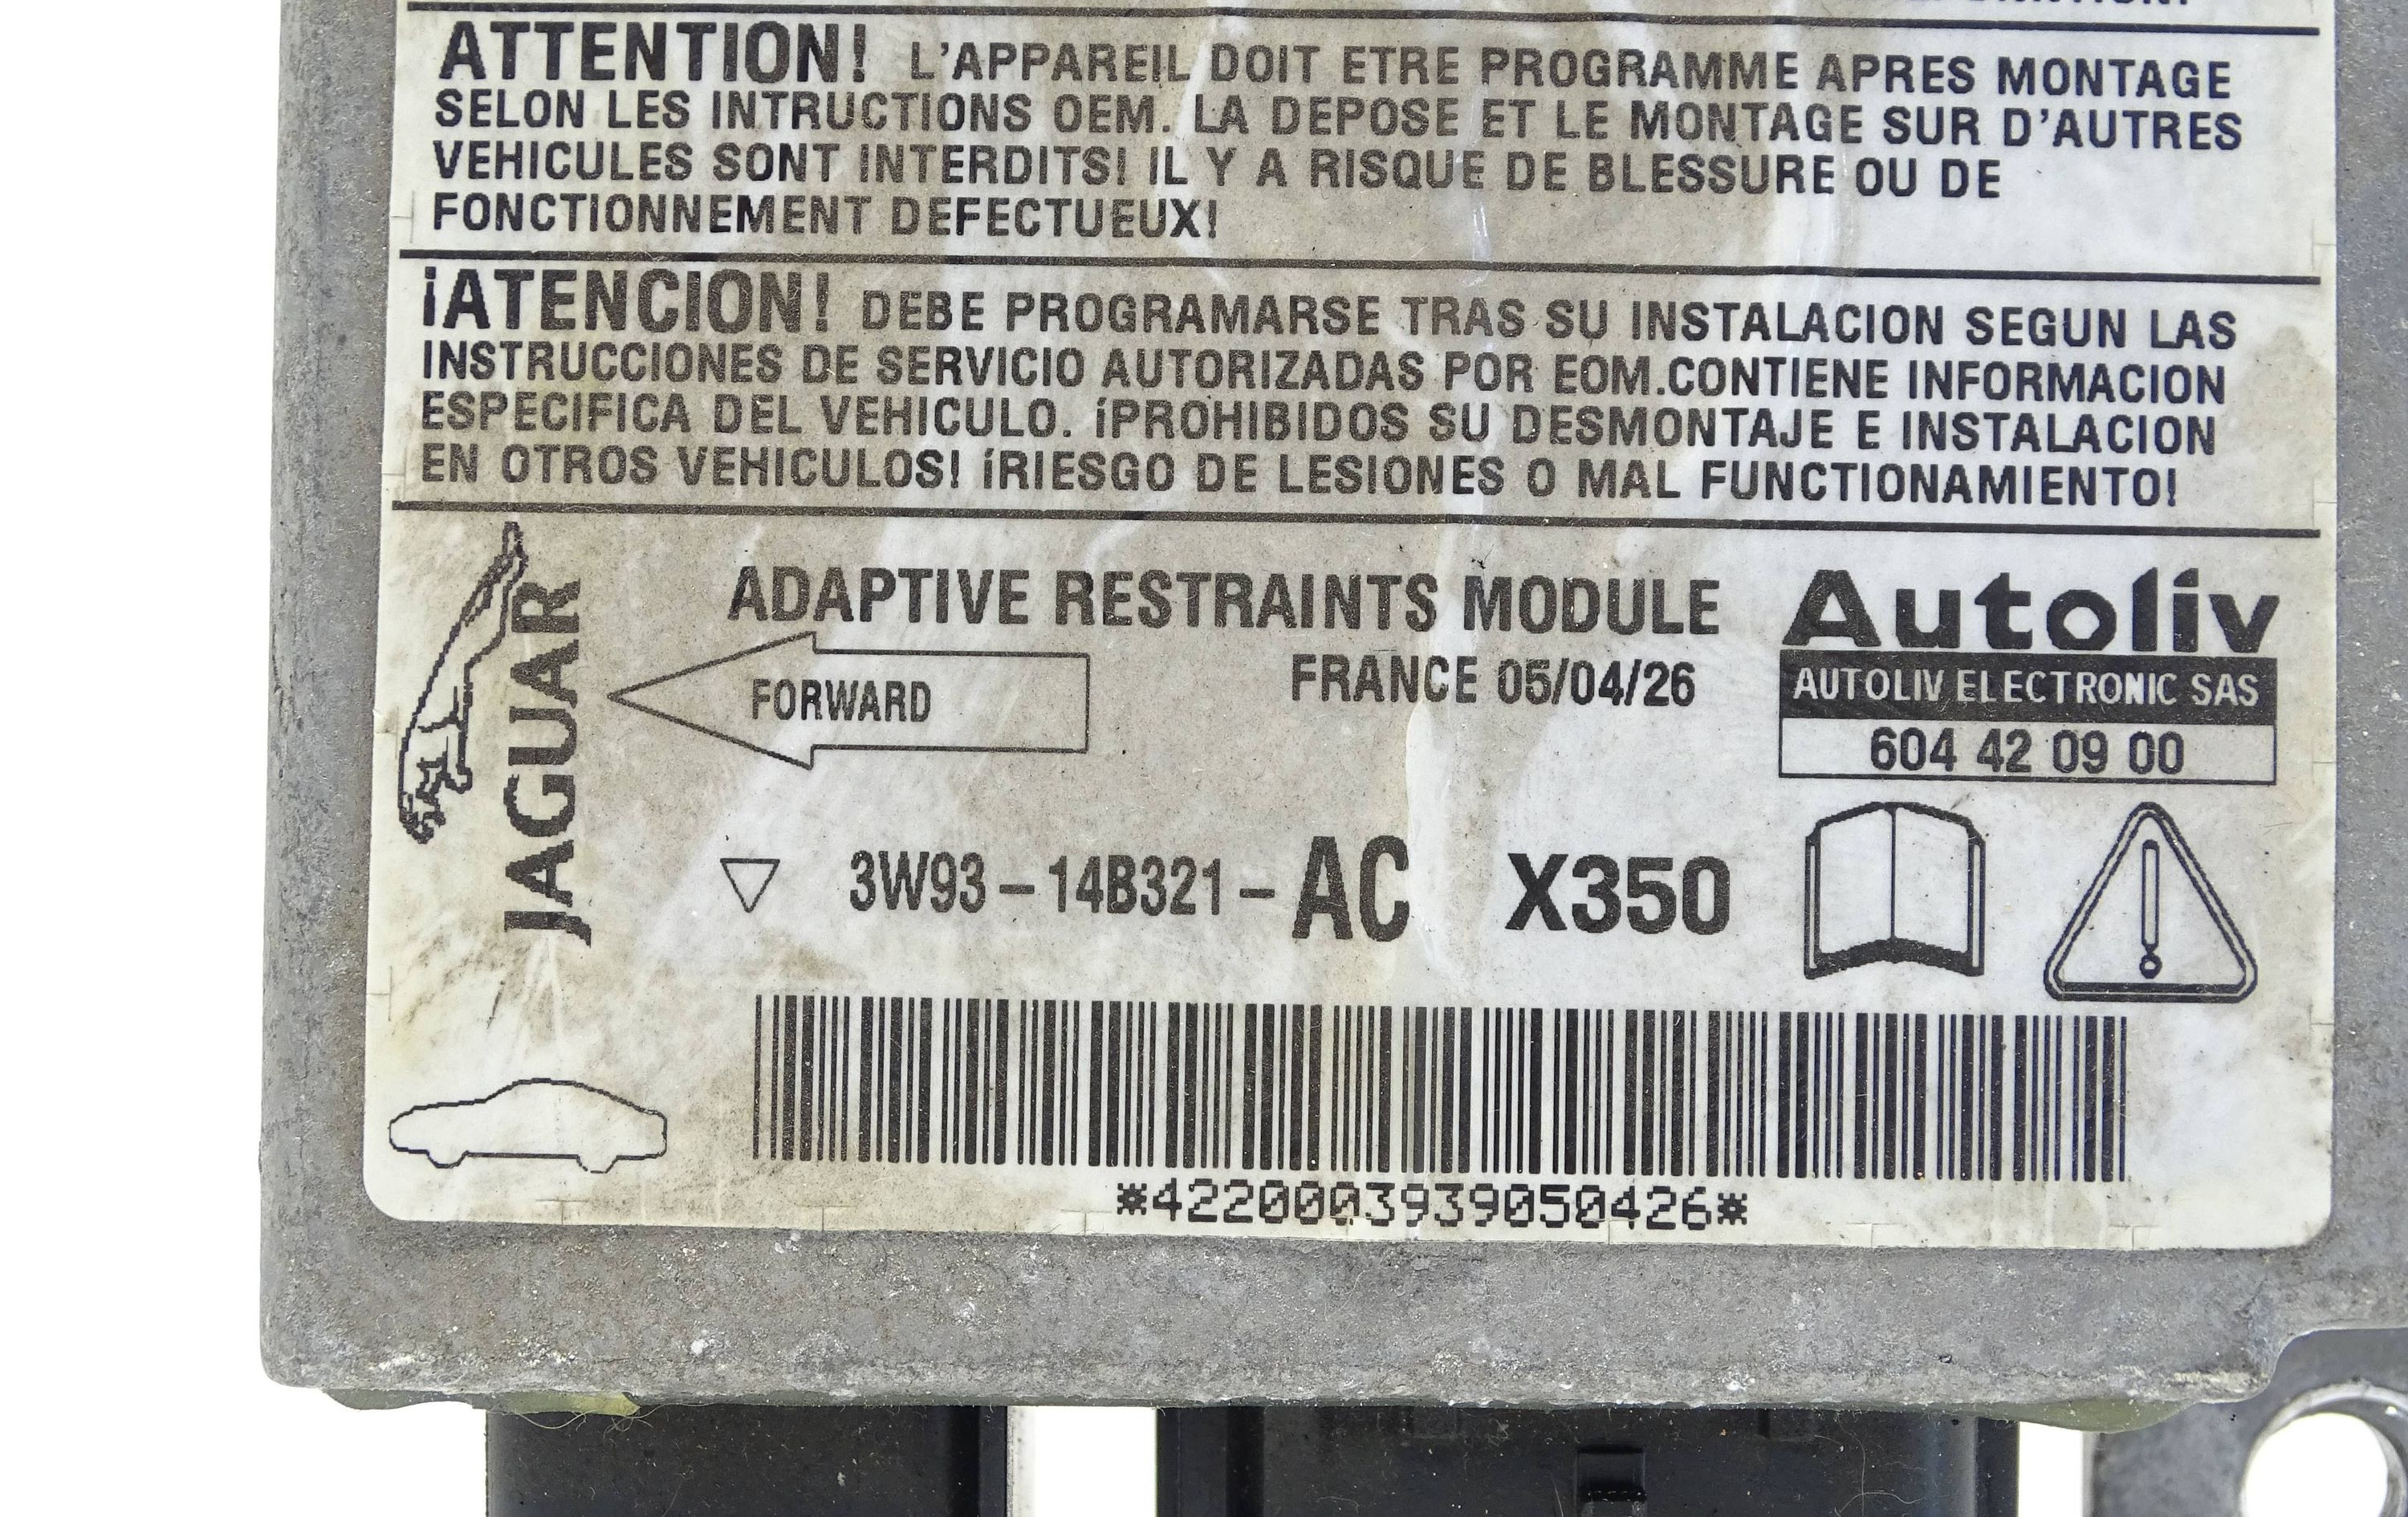 ATTENTION! L'APPAREIL DOIT ETRE PROGRAMME APRES MONTAGE
SELON LES INTRUCTIONS OEM. LA DEPOSE ET LE MONTAGE SUR D'AUTRES
VEHICULES SONT INTERDITS! IL Y A RISQUE DE BLESSURE OU DE
FONCTIONNEMENT DEFECTUEUX!
¡ATENCION! DEBE PROGRAMARSE TRAS SU INSTALACION SEGUN LAS
INSTRUCCIONES DE SERVICIO AUTORIZADAS POR EOM.CONTIENE INFORMACION
ESPECIFICA DEL VEHICULO. íPROHIBIDOS SU DESMONTAJE E INSTALACION
EN OTROS VEHICULOS! íRIESGO DE LESIONES O MAL FUNCTIONAMIENTO!
JAGUAR
ADAPTIVE RESTRAINTS MODULE
FORWARD
FRANCE 05/04/26
Autoliv
AUTOLIV ELECTRONIC SAS
604 42 09 00
3W93-14B321-AC X350
*4220003939050426*